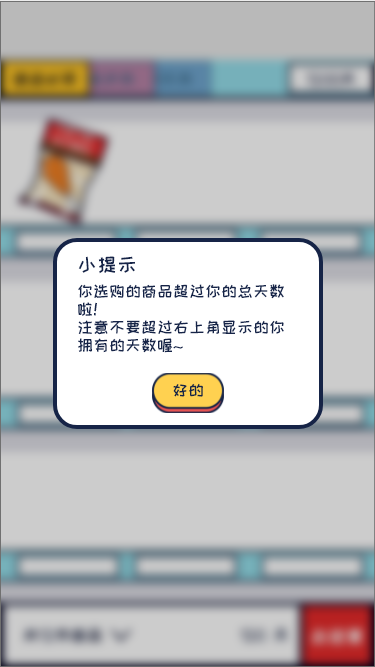 小提示
你选购的商品超过你的总天数
啦!
注意不要超过右上角显示的你
拥有的天数喔~
好的